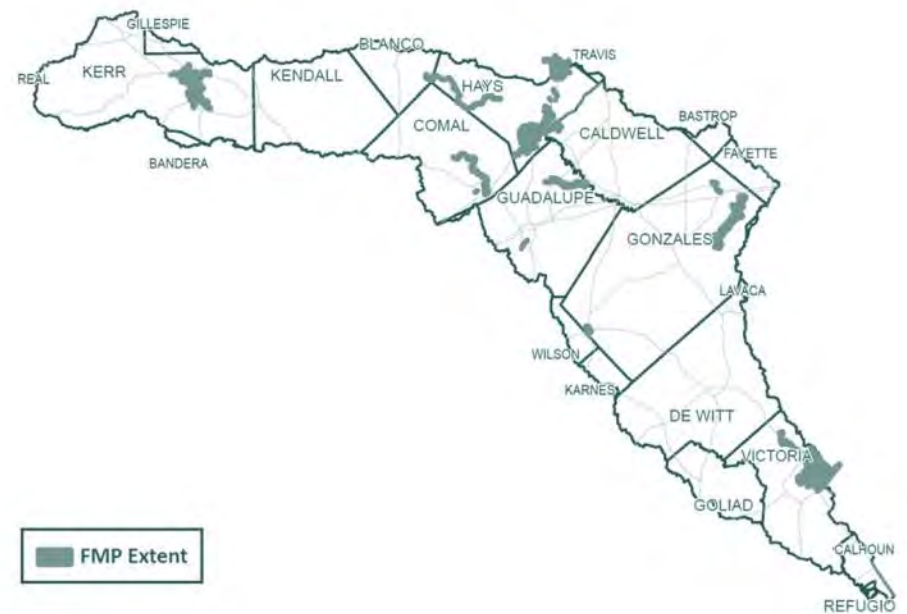 GILLESPIE
BLANCO
TRAVIS
REAL
KERR
KENDALL
HAYS
BASTROP
COMAL
CALDWELL
FAYETTE
BANDERA
GUADALUPE
GONZALES
LAVACA
WILSON
KARNES
DE WITT
VICTORIA
GOLIAD
CALHOUN
REFUGIO
FMP Extent